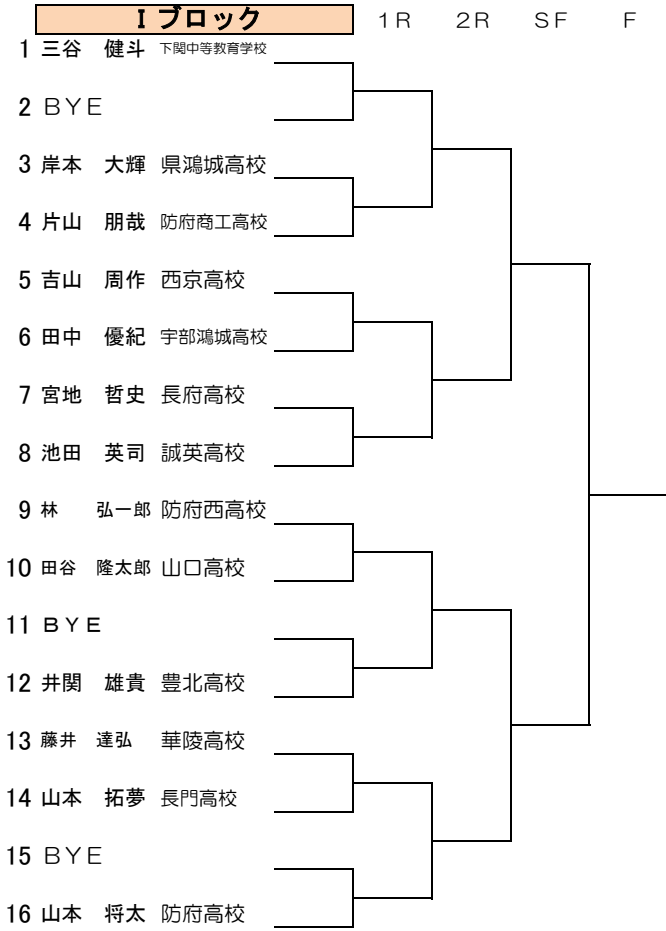 I ブロック 1R 2R SF F
1 三谷 健斗 下関中等教育学校
2 BYE
3 岸本 大輝 県鴻城高校
4 片山 朋哉 防府商工高校
5 吉山 周作 西京高校
6 田中 優紀 宇部鴻城高校
7 宮地 哲史 長府高校
8 池田 英司 誠英高校
9 林 弘一郎 防府西高校
10 田谷 隆太郎 山口高校
11 BYE
12 井関 雄貴 豊北高校
13 藤井 達弘 華陵高校
14 山本 拓夢 長門高校
15 BYE
16 山本 将太 防府高校